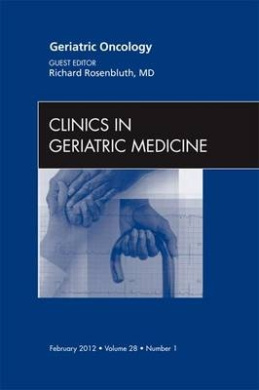 Geriatric Oncology
GUEST EDITOR
Richard Rosenbluth, MD
CLINICS IN
GERIATRIC MEDICINE
February 2012 • Volume 28 • Number 1